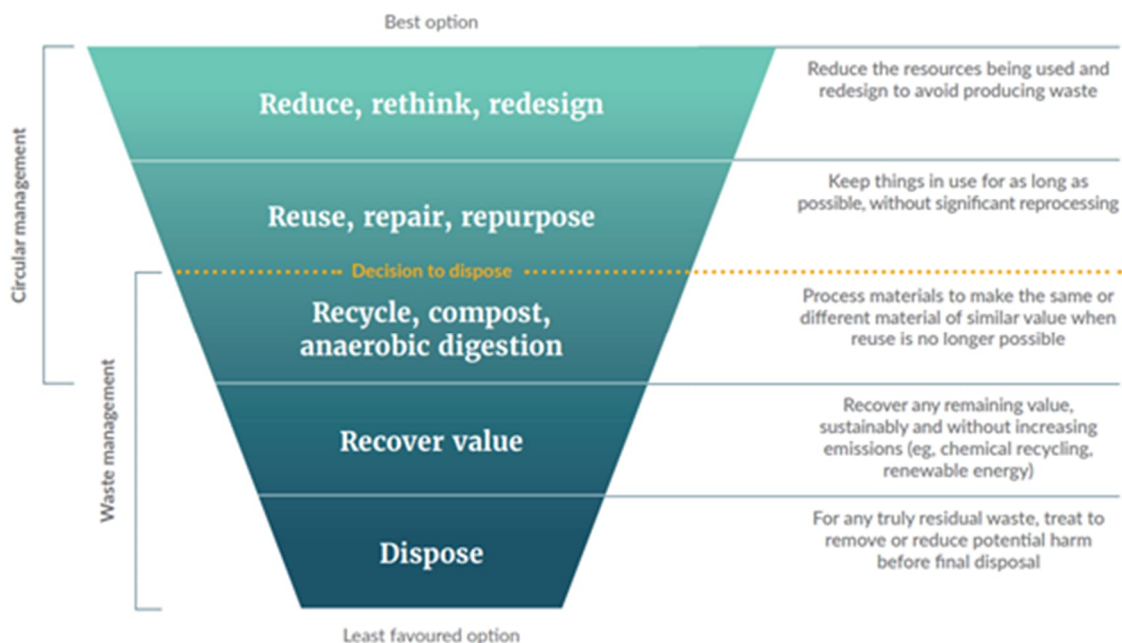 Best option
Circular management
Waste management
Reduce, rethink, redesign
Reduce the resources being used and
redesign to avoid producing waste
Reuse, repair, repurpose
Keep things in use for as long as
possible, without significant reprocessing
Decision to dispose
Recycle, compost,
anaerobic digestion
Process materials to make the same or
different material of similar value when
reuse is no longer possible
Recover value
Recover any remaining value,
sustainably and without increasing
emissions (eg, chemical recycling,
renewable energy)
Dispose
For any truly residual waste, treat to
remove or reduce potential harm
before final disposal
Least favoured option